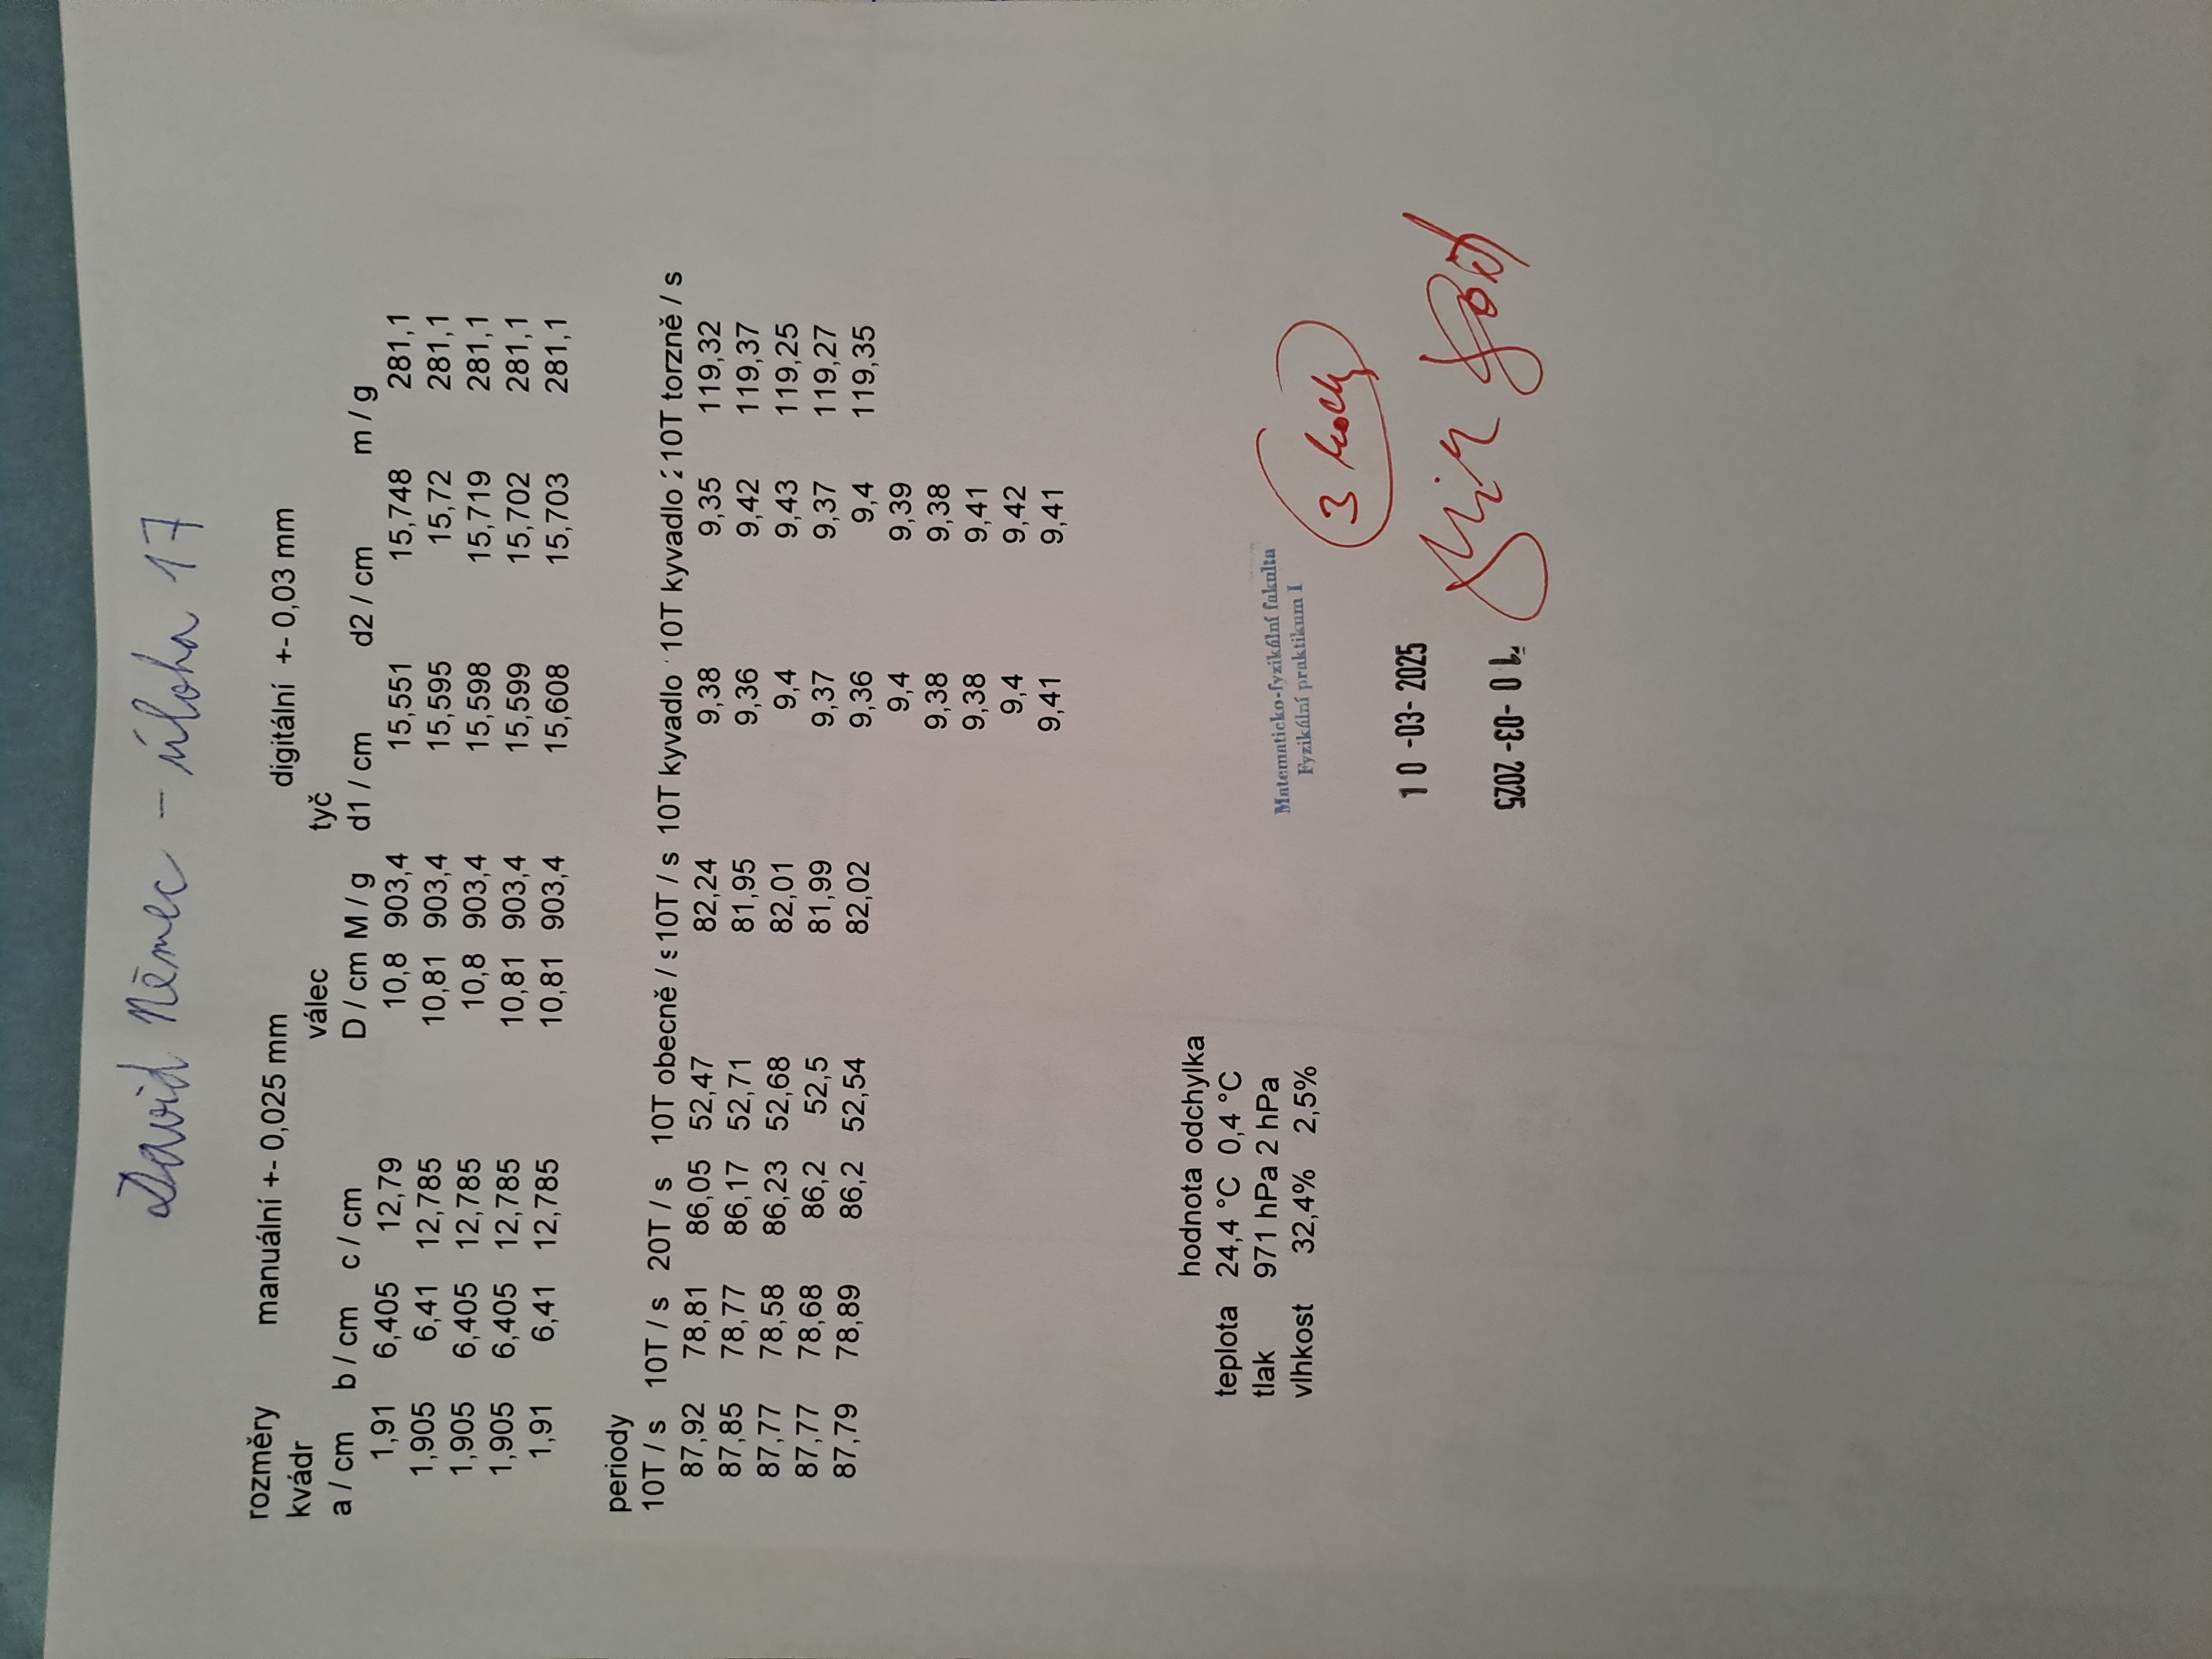 David Němec - úloha 17
rozměry manuální +- 0,025 mm digitální +- 0,03 mm
kvádr válec tyč
a / cm b / cm c / cm D / cm M / g d1 / cm d2 / cm m / g
1,91 6,405 12,79 10,8 903,4 15,551 15,748 281,1
1,905 6,41 12,785 10,81 903,4 15,595 15,72 281,1
1,905 6,405 12,785 10,8 903,4 15,598 15,719 281,1
1,905 6,405 12,785 10,81 903,4 15,599 15,702 281,1
1,91 6,41 12,785 10,81 903,4 15,608 15,703 281,1
periody
10T / s 10T / s 20T / s 10T obecně / s 10T / s 10T kyvadlo 10T kyvadlo 2 10T torzně / s
87,92 78,81 86,05 52,47 82,24 9,38 9,35 119,32
87,85 78,77 86,17 52,71 81,95 9,36 9,42 119,37
87,77 78,58 86,23 52,68 82,01 9,4 9,43 119,25
87,77 78,68 86,2 52,5 81,99 9,37 9,37 119,27
87,79 78,89 86,2 52,54 82,02 9,36 9,4 119,35
9,4 9,39
9,38 9,38
9,38 9,41
9,4 9,42
9,41 9,41
hodnota odchylka
teplota 24,4 °C 0,4 °C
tlak 971 hPa 2 hPa
vlhkost 32,4% 2,5%
Matematicko-fyzikální fakulta
Fyzikální praktikum I
3 body
10 -03- 2025
10 -03- 2025